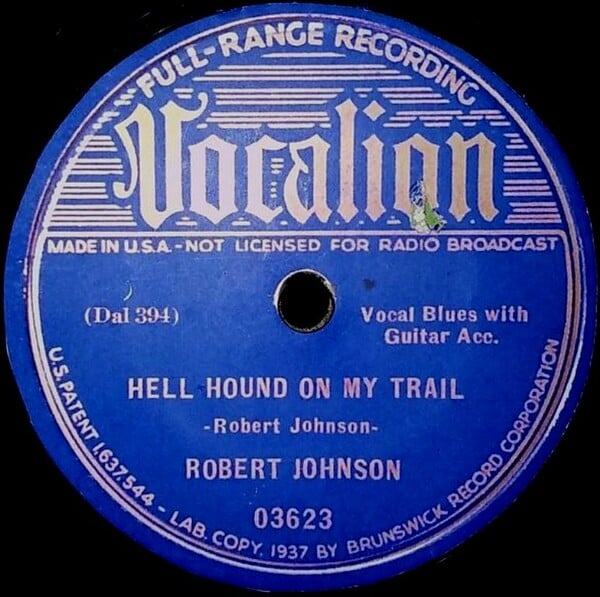 FULL-RANGE RECORDING
Vocalion
MADE IN U.S.A.-NOT LICENSED FOR RADIO BROADCAST
(Dal 394)
Vocal Blues with
Guitar Acc.
HELL HOUND ON MY TRAIL
-Robert Johnson-
ROBERT JOHNSON
03623
U.S. PATENT 1,637,544 - LAB. COPY. 1937 BY BRUNSWICK RECORD CORPORATION